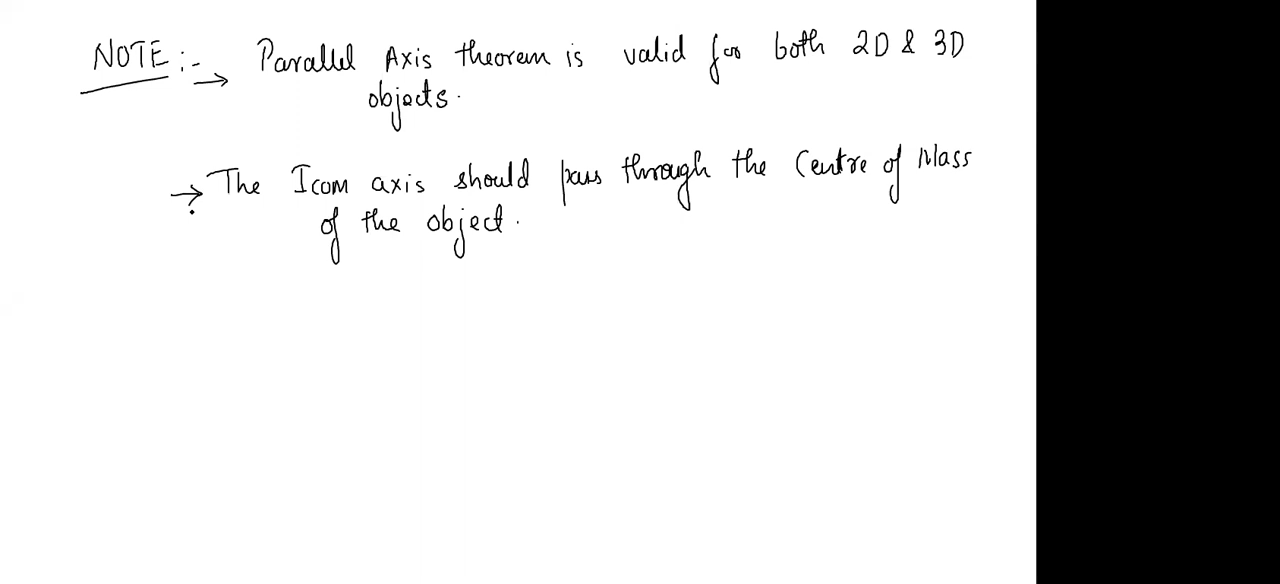 NOTE :- → Parallel Axis theorem is valid for both 2D & 3D
objects.
→ The Icom axis should pass through the Centre of Mass
of the object.